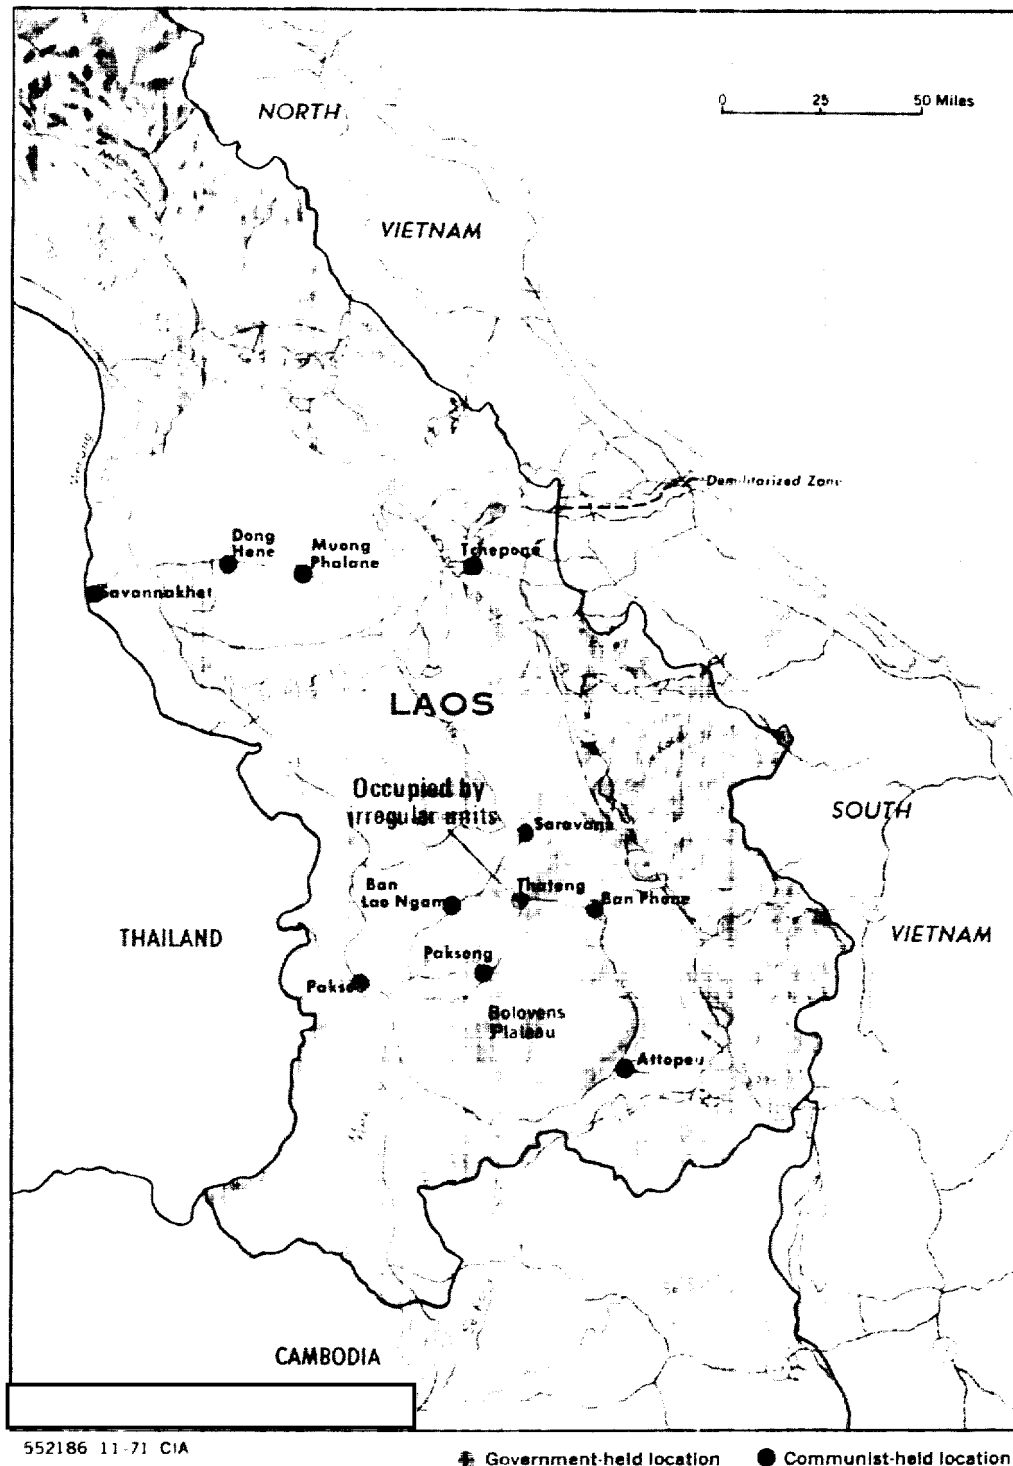 NORTH
VIETNAM
0 25 50 Miles
Demilitarized Zone
Dong
Hene
Muong
Phalane
Tchepone
Savannakhet
LAOS
Occupied by
irregular units
Saravane
SOUTH
VIETNAM
Ban
Lao Ngam
Thateng
Ban Phone
THAILAND
Paksong
Pakse
Bolovens
Plateau
Attopeu
CAMBODIA
552186 11-71 CIA
Government-held location
Communist-held location